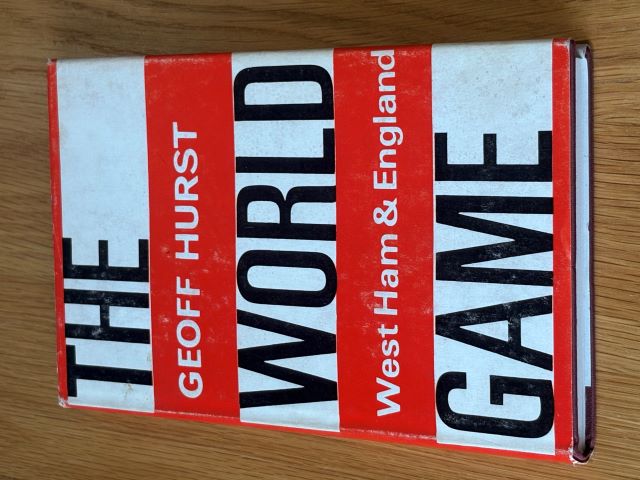 THE
GEOFF HURST
WORLD
West Ham & England
GAME